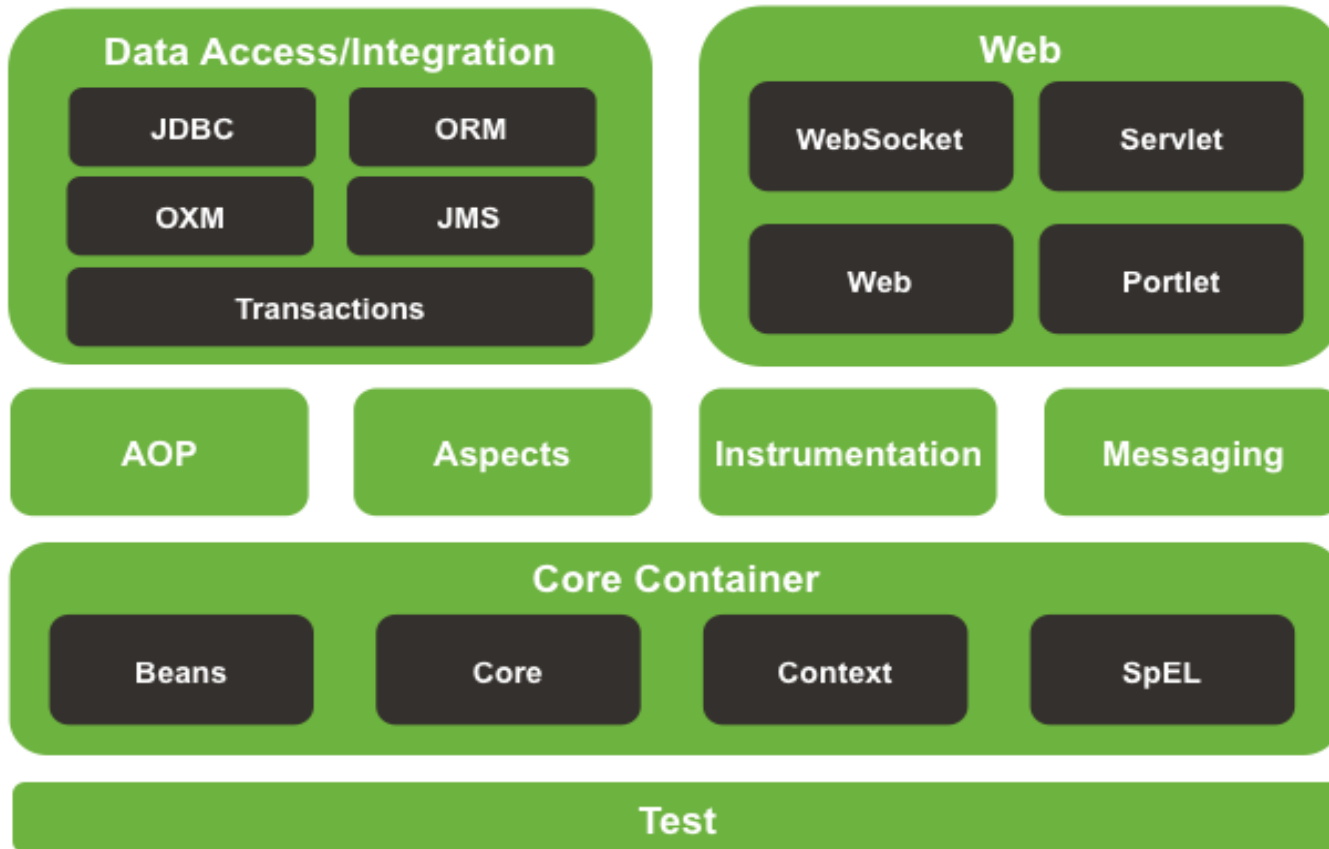 Data Access/Integration
JDBC
ORM
OXM
JMS
Transactions
Web
WebSocket
Servlet
Web
Portlet
AOP
Aspects
Instrumentation
Messaging
Core Container
Beans
Core
Context
SpEL
Test